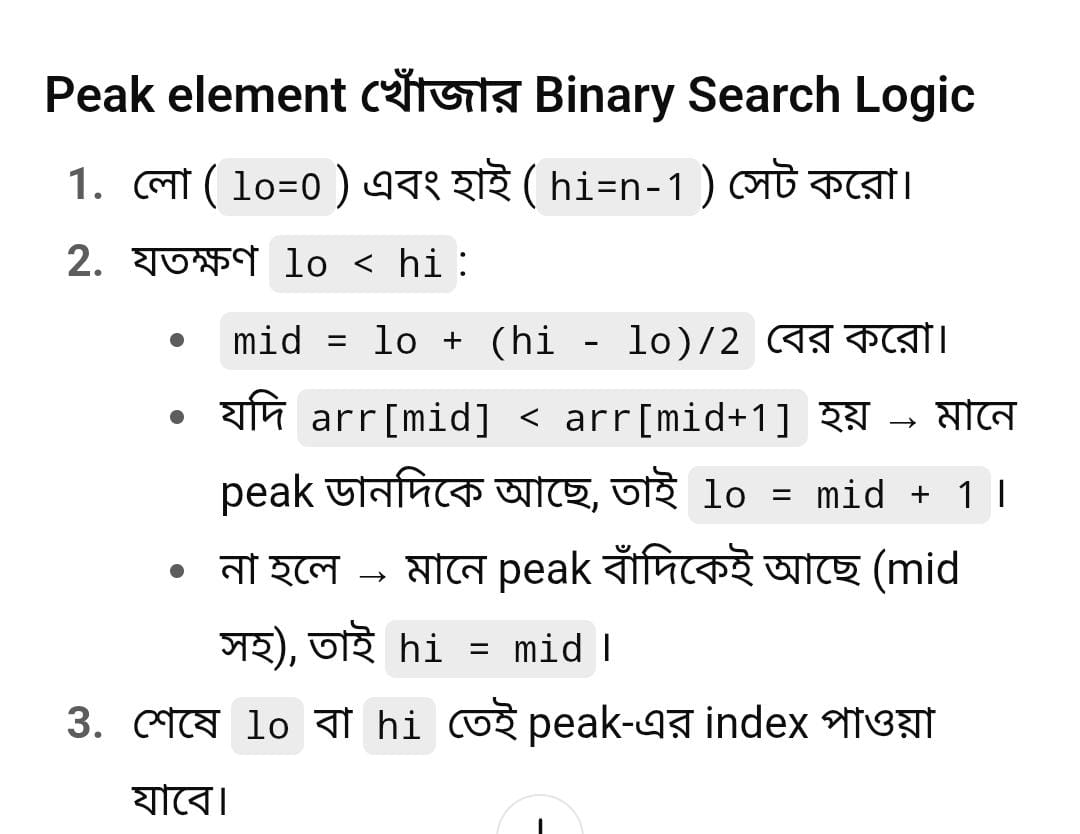 Peak element খোঁজার Binary Search Logic
1. লো ( lo=0 ) এবং হাই ( hi=n-1 ) সেট করো।
2. যতক্ষণ lo < hi :
• mid = lo + (hi - lo)/2 বের করো।
• যদি arr[mid] < arr[mid+1] হয় → মানে
peak ডানদিকে আছে, তাই lo = mid + 1 ।
• না হলে → মানে peak বাঁদিকেই আছে (mid
সহ), তাই hi = mid ।
3. শেষে lo বা hi তেই peak-এর index পাওয়া
যাবে।